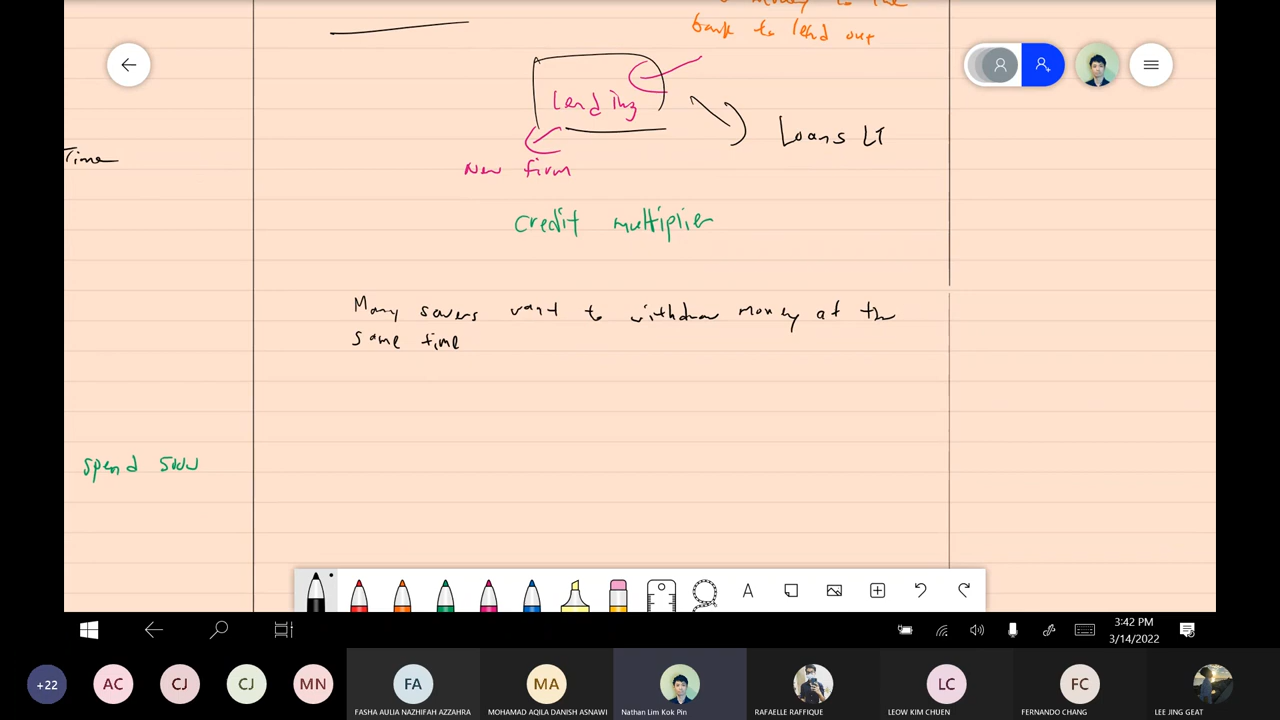 money to the
bank to lend out
Lending
Loans LT
Time
New firm
credit multiplier
Many savers want to withdraw money at the
same time
spend
A
3:42 PM
3/14/2022
+22
AC
CJ
CJ
MN
FA
FASHA AULIA NAZHIFAH AZZAHRA
MA
MOHAMAD AQILA DANISH ASNAWI
Nathan Lim Kok Pin
RAFAELLE RAFFIQUE
LC
LEOW KIM CHUEN
FC
FERNANDO CHANG
LEE JING GEAT